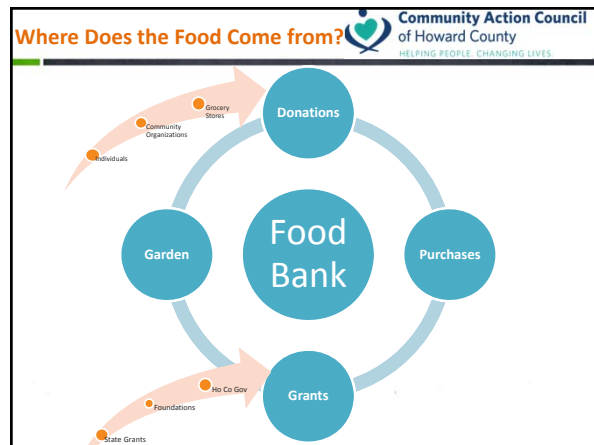 Where Does the Food Come from?
Community Action Council
of Howard County
HELPING PEOPLE. CHANGING LIVES.
Donations
Grocery
Stores
Community
Organizations
Individuals
Garden
Food
Bank
Purchases
Grants
Ho Co Gov
Foundations
State Grants